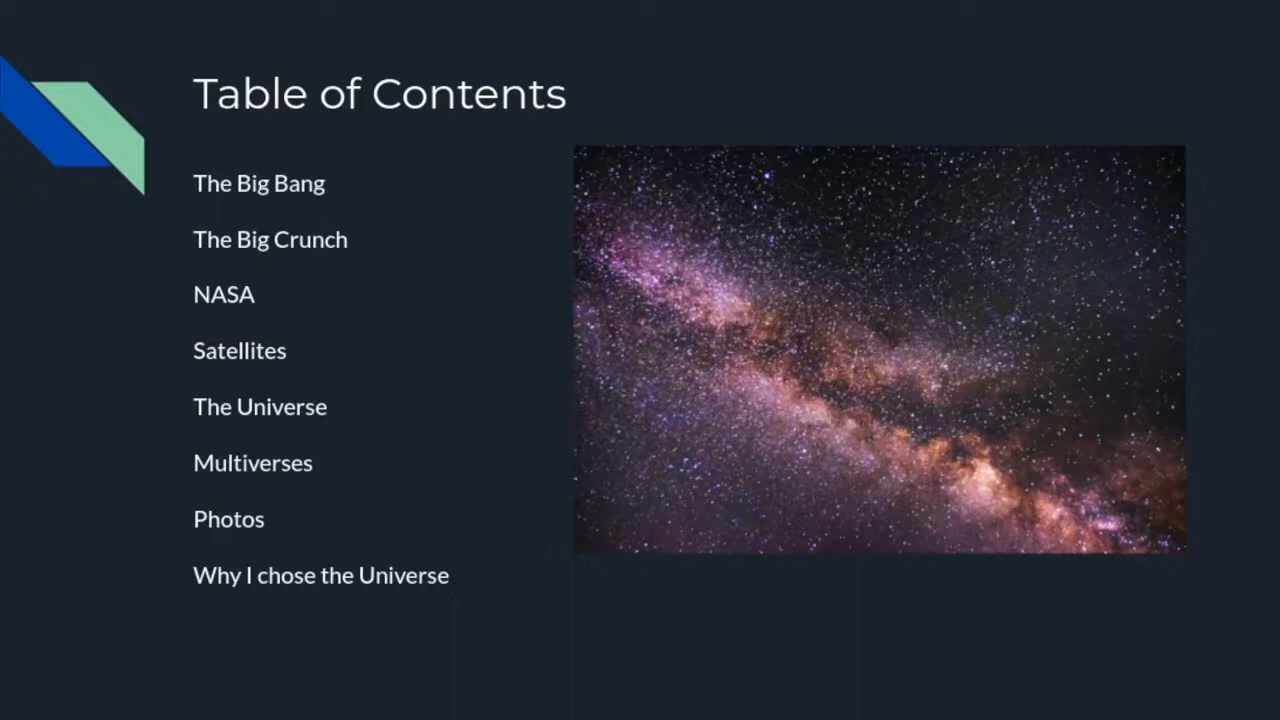 Table of Contents
The Big Bang
The Big Crunch
NASA
Satellites
The Universe
Multiverses
Photos
Why I chose the Universe